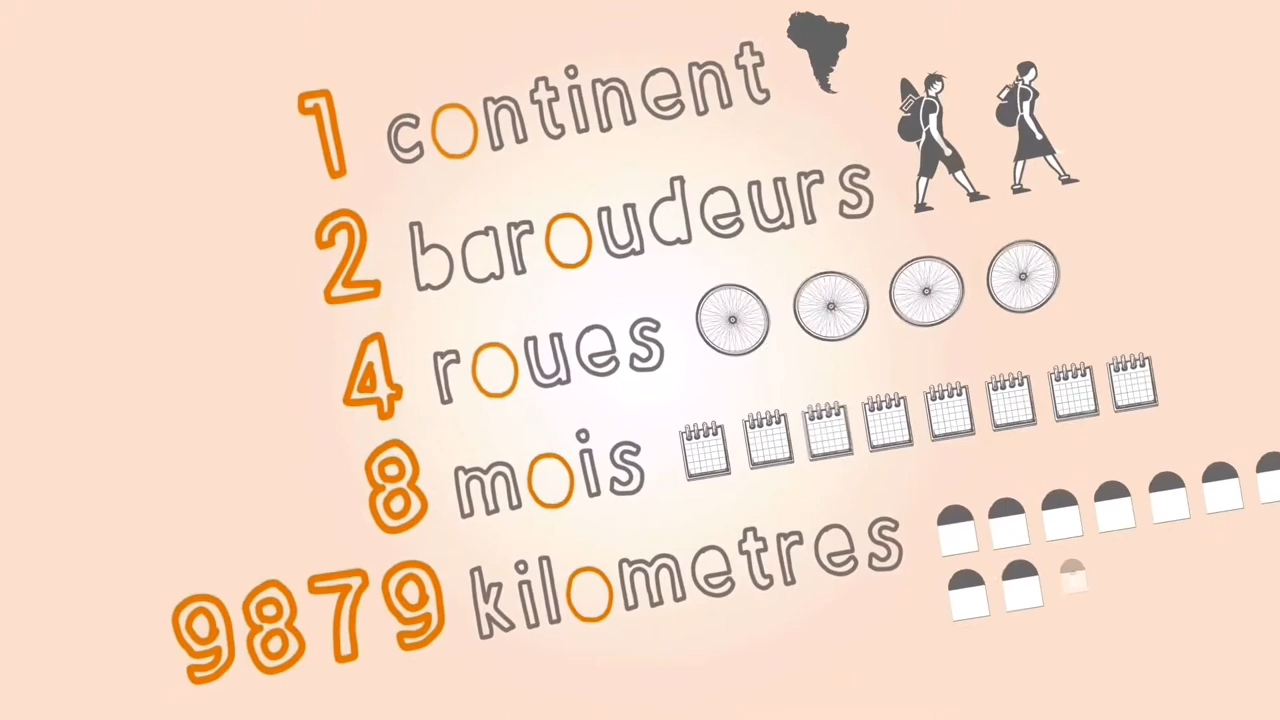 1 continent
2 baroudeurs
4 roues
8 mois
9879 kilometres